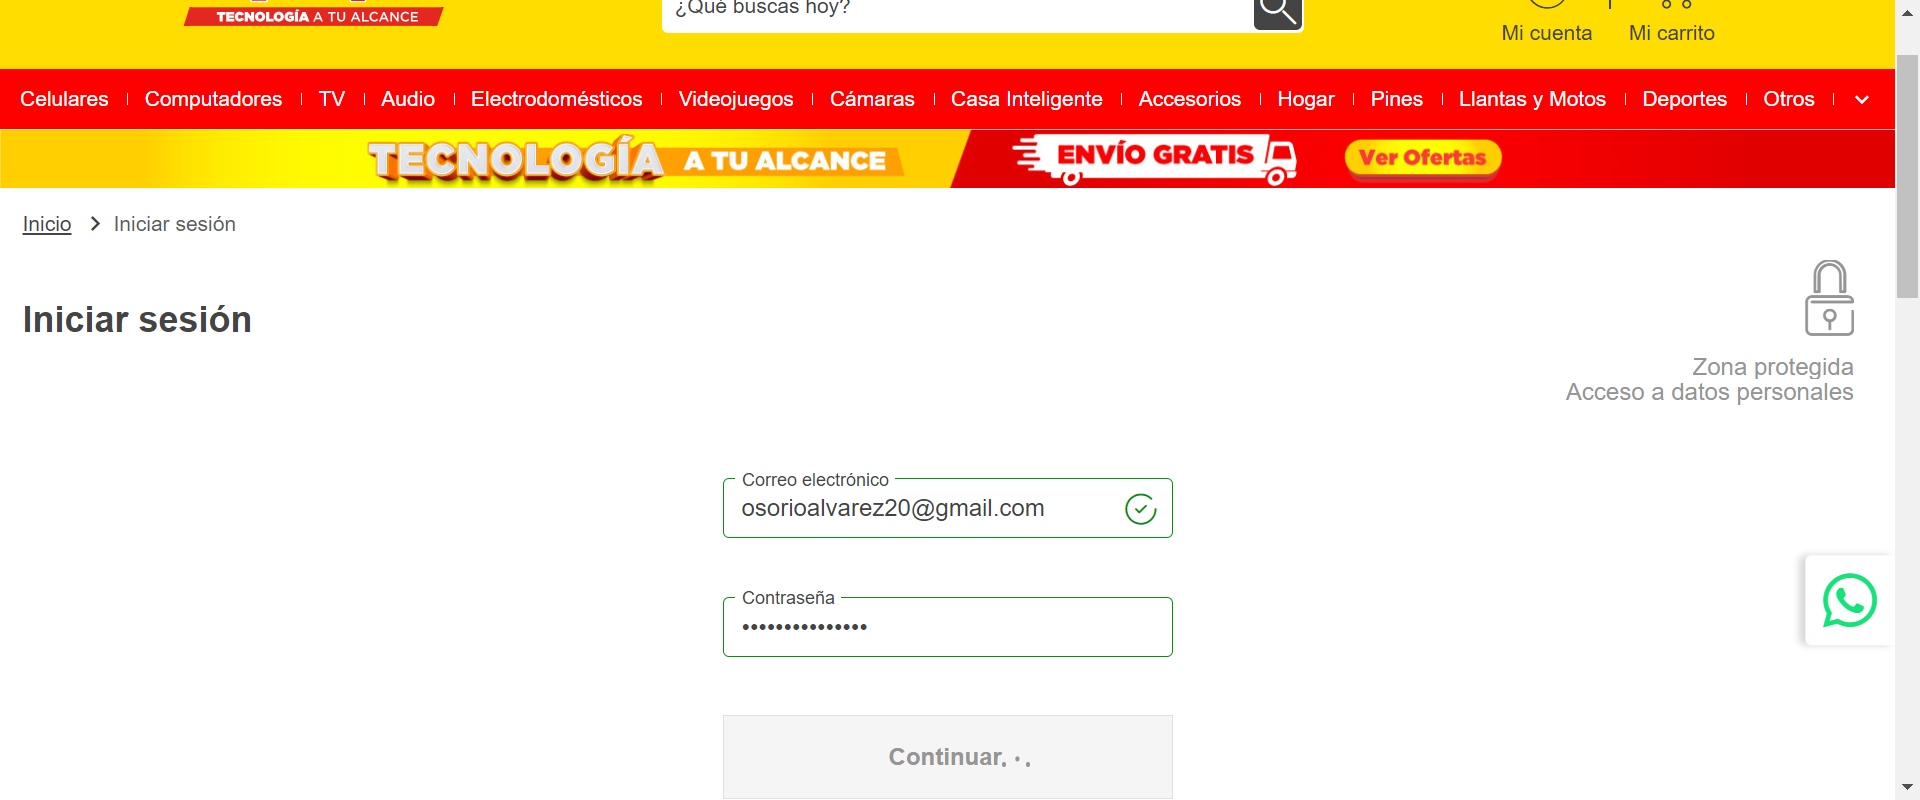 TECNOLOGÍA A TU ALCANCE
¿Qué buscas hoy?
Mi cuenta
Mi carrito
Celulares
Computadores
TV
Audio
Electrodomésticos
Videojuegos
Cámaras
Casa Inteligente
Accesorios
Hogar
Pines
Llantas y Motos
Deportes
Otros
TECNOLOGÍA A TU ALCANCE
ENVÍO GRATIS
Ver Ofertas
Inicio
Iniciar sesión
Iniciar sesión
Zona protegida
Acceso a datos personales
Correo electrónico
osorioalvarez20@gmail.com
Contraseña
•••••••••••••••
Continuar...